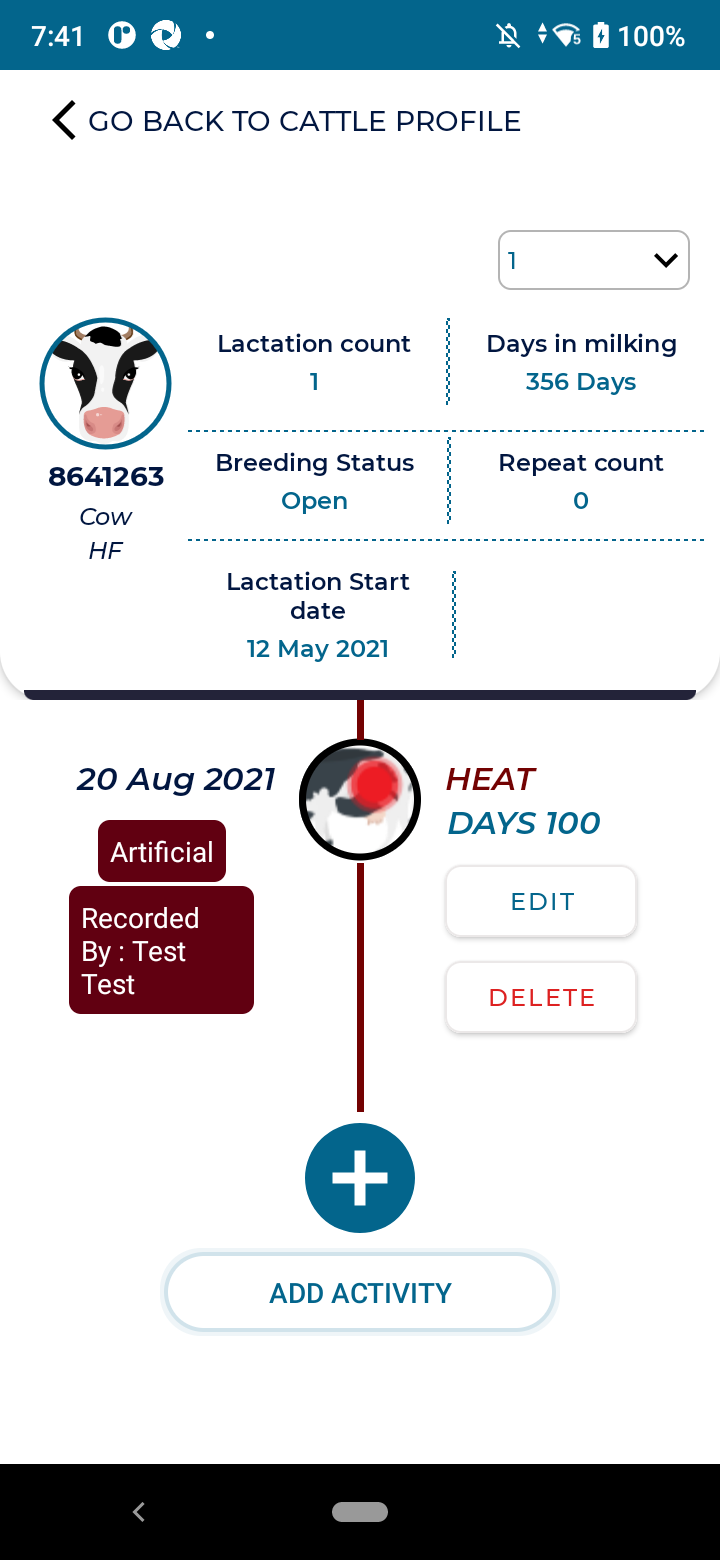 7:41
5
100%
GO BACK TO CATTLE PROFILE
1
Lactation count
1
Days in milking
356 Days
8641263
Cow
HF
Breeding Status
Open
Repeat count
0
Lactation Start
date
12 May 2021
20 Aug 2021
HEAT
DAYS 100
Artificial
Recorded
By : Test
Test
EDIT
DELETE
ADD ACTIVITY